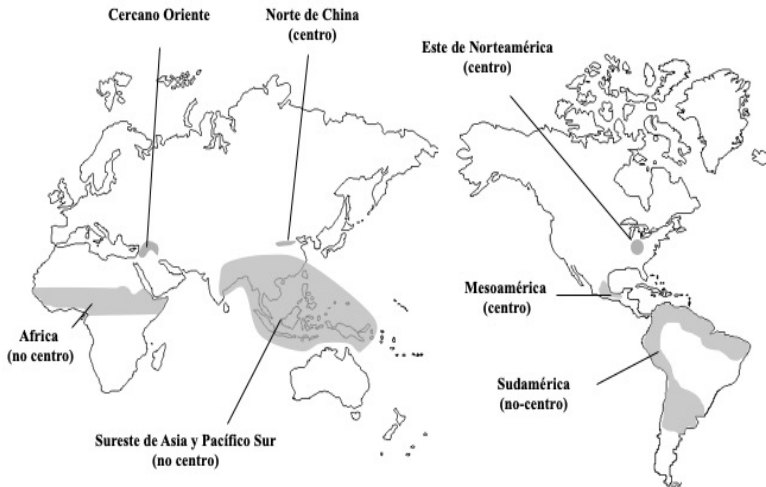 Cercano Oriente
Norte de China
(centro)
Este de Norteamérica
(centro)
Mesoamérica
(centro)
Africa
(no centro)
Sudamérica
(no-centro)
Sureste de Asia y Pacífico Sur
(no centro)